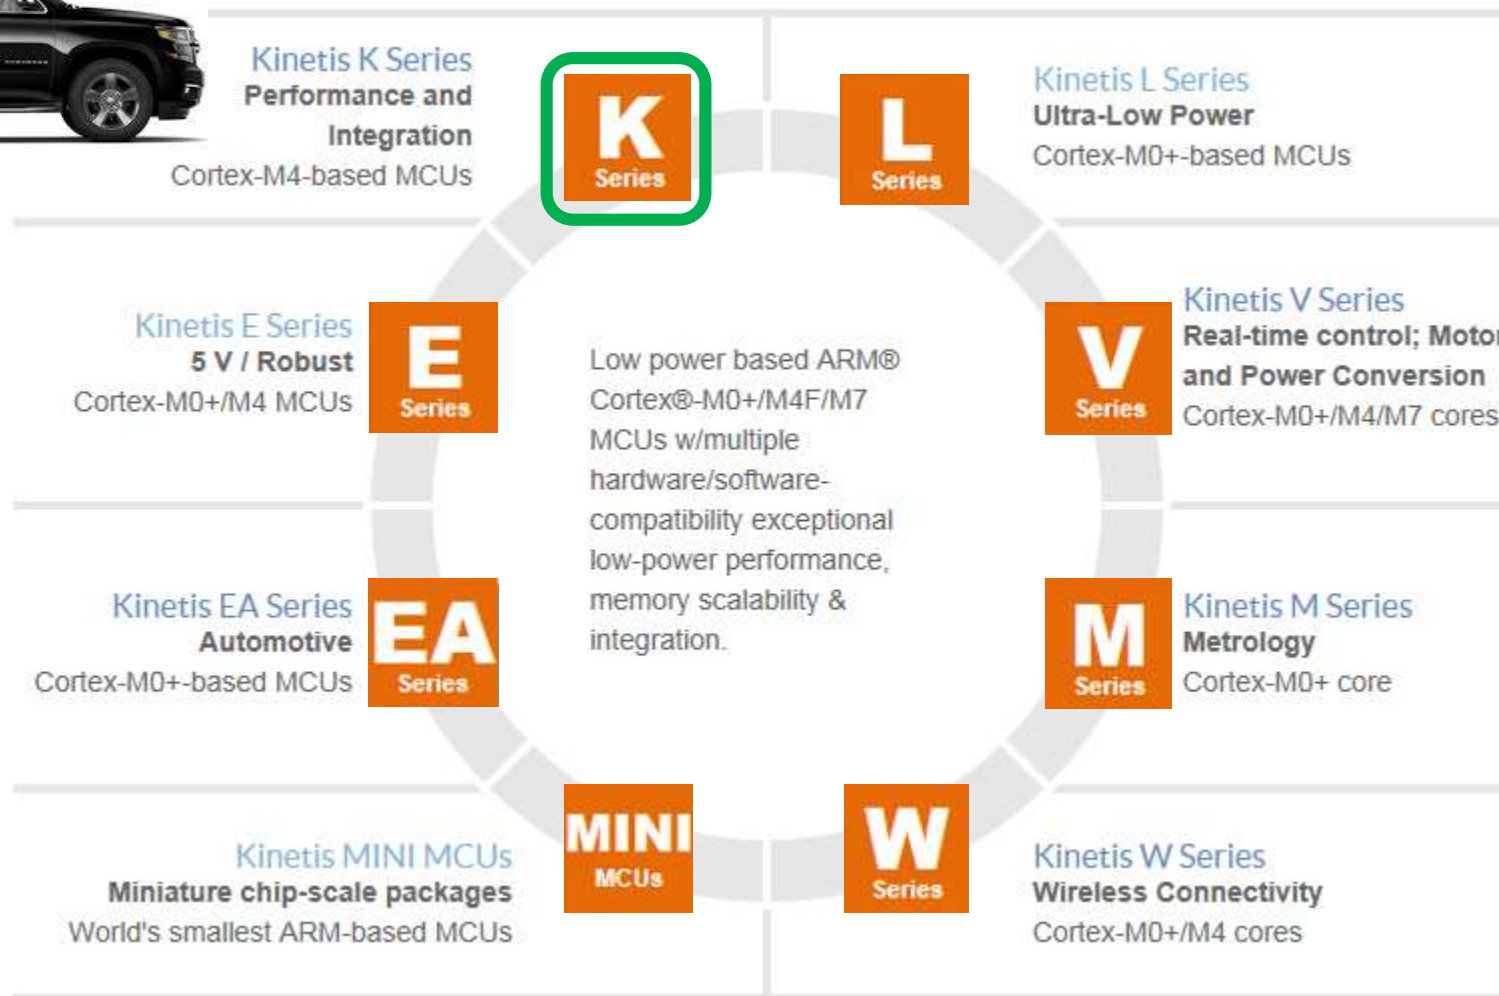 Kinetis K Series
Performance and
Integration
Cortex-M4-based MCUs
K
Series
L
Series
Kinetis L Series
Ultra-Low Power
Cortex-M0+-based MCUs
Kinetis E Series
5 V / Robust
Cortex-M0+/M4 MCUs
E
Series
Low power based ARM®
Cortex®-M0+/M4F/M7
MCUs w/multiple
hardware/software-
compatibility exceptional
low-power performance,
memory scalability &
integration.
V
Series
Kinetis V Series
Real-time control; Motor
and Power Conversion
Cortex-M0+/M4/M7 cores
Kinetis EA Series
Automotive
Cortex-M0+-based MCUs
EA
Series
M
Series
Kinetis M Series
Metrology
Cortex-M0+ core
Kinetis MINI MCUs
Miniature chip-scale packages
World's smallest ARM-based MCUs
MINI
MCUs
W
Series
Kinetis W Series
Wireless Connectivity
Cortex-M0+/M4 cores